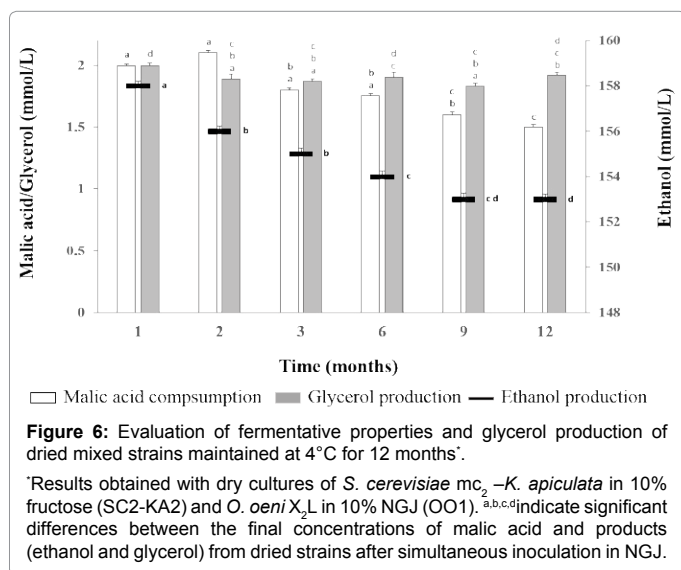 Malic acid/Glycerol (mmol/L)
2
1.5
1
0.5
0
a
d
a
c
b
a
b
a
c
b
a
b
a
d
c
c
b
c
b
a
c
d
c
b
a
b
b
c
c d
d
160
158
156
154
152
150
148
Ethanol (mmol/L)
1 2 3 6 9 12
Time (months)
Malic acid compsumption Glycerol production Ethanol production
Figure 6: Evaluation of fermentative properties and glycerol production of
dried mixed strains maintained at 4°C for 12 months*.
*Results obtained with dry cultures of S. cerevisiae mc2 –K. apiculata in 10%
fructose (SC2-KA2) and O. oeni X2L in 10% NGJ (OO1). a,b,c,dindicate significant
differences between the final concentrations of malic acid and products
(ethanol and glycerol) from dried strains after simultaneous inoculation in NGJ.